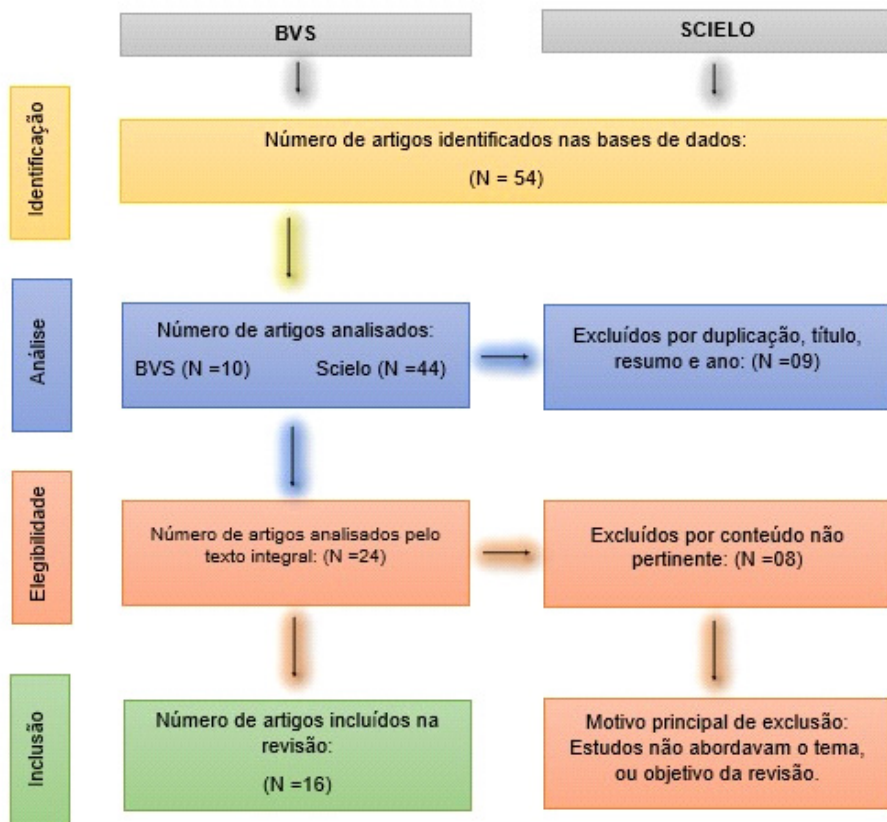 BVS
SCIELO
Identificação
Número de artigos identificados nas bases de dados:
(N = 54)
Análise
Número de artigos analisados:
BVS (N =10) Scielo (N =44)
Excluídos por duplicação, título,
resumo e ano: (N =09)
Elegibilidade
Número de artigos analisados pelo
texto integral: (N =24)
Excluídos por conteúdo não
pertinente: (N =08)
Inclusão
Número de artigos incluídos na
revisão:
(N =16)
Motivo principal de exclusão:
Estudos não abordavam o tema,
ou objetivo da revisão.